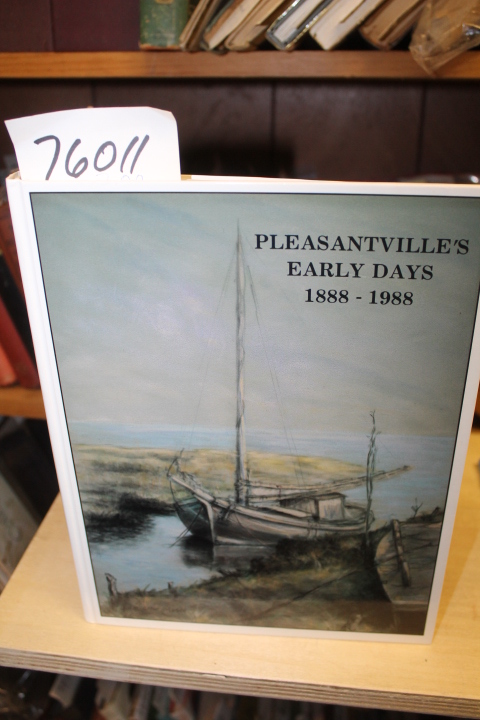 76011
PLEASANTVILLE'S
EARLY DAYS
1888 - 1988